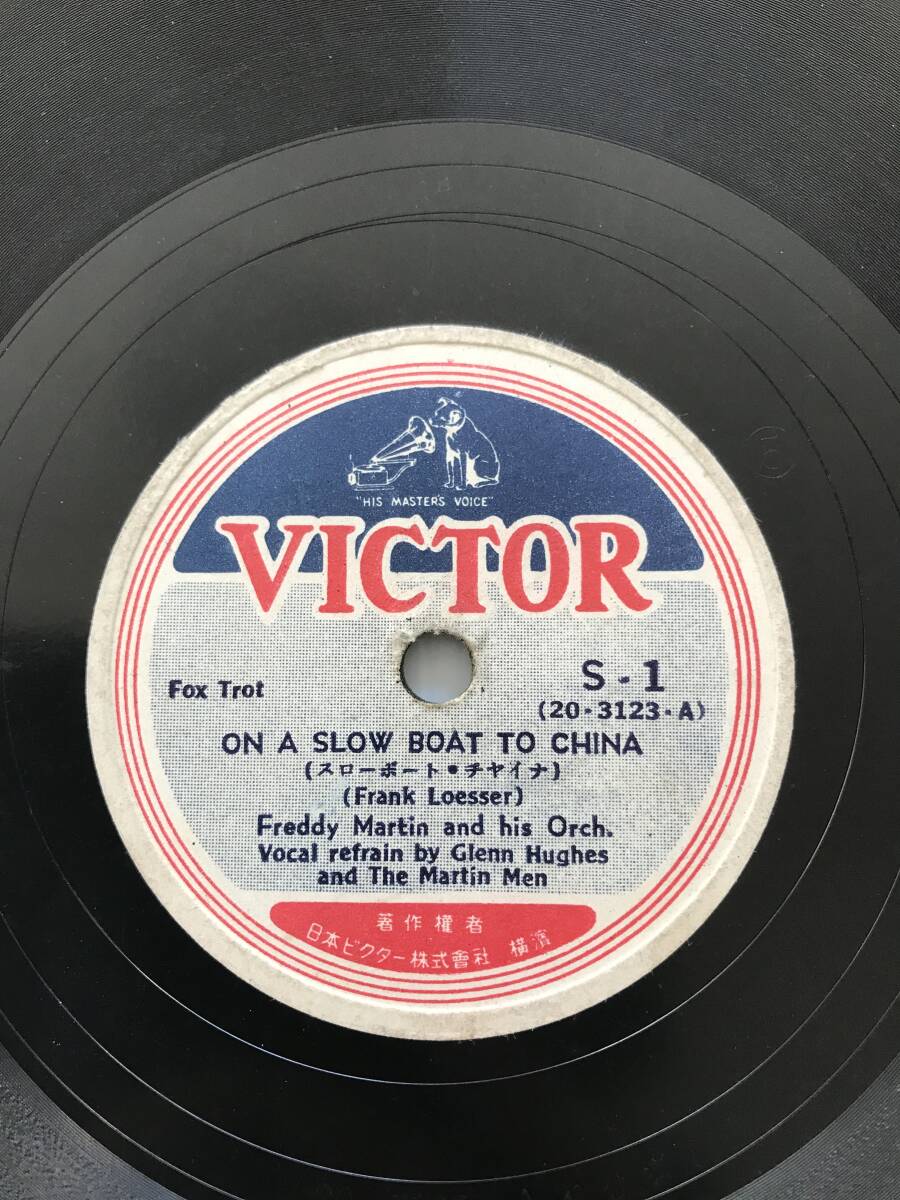 "HIS MASTER'S VOICE"
VICTOR
Fox Trot
S-1
(20-3123-A)
ON A SLOW BOAT TO CHINA
(スローボート・チヤイナ)
(Frank Loesser)
Freddy Martin and his Orch.
Vocal refrain by Glenn Hughes
and The Martin Men
著作權者
日本ビクター株式會社 橫濱